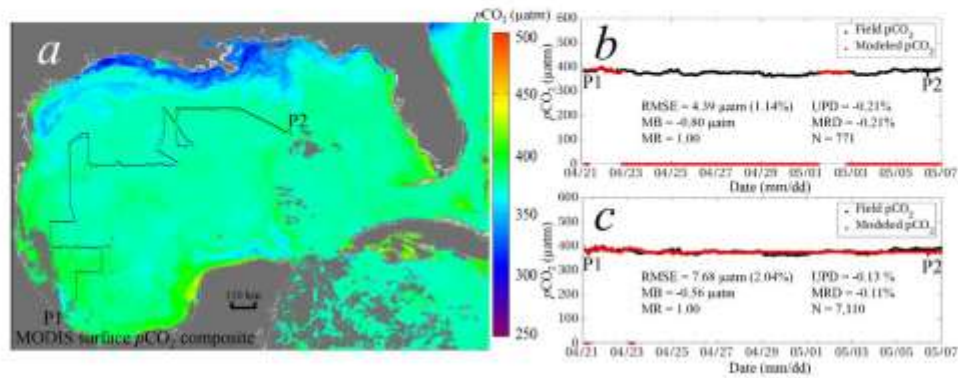 a
P2
P1
110 km
MODIS surface pCO2 composite
pCO2 (µatm)
500
450
400
350
300
250
b
Field pCO2
Modeled pCO2
P1
P2
RMSE = 4.39 µatm (1.14%) UPD = -0.21%
MB = -0.80 µatm MRD = -0.21%
MR = 1.00 N = 771
pCO2 (µatm)
600
500
400
300
200
100
0
04/21 04/23 04/25 04/27 04/29 05/01 05/03 05/05 05/07
Date (mm/dd)
c
Field pCO2
Modeled pCO2
P1
P2
RMSE = 7.68 µatm (2.04%) UPD = -0.13 %
MB = -0.56 µatm MRD = -0.11%
MR = 1.00 N = 7,110
pCO2 (µatm)
600
500
400
300
200
100
0
04/21 04/23 04/25 04/27 04/29 05/01 05/03 05/05 05/07
Date (mm/dd)